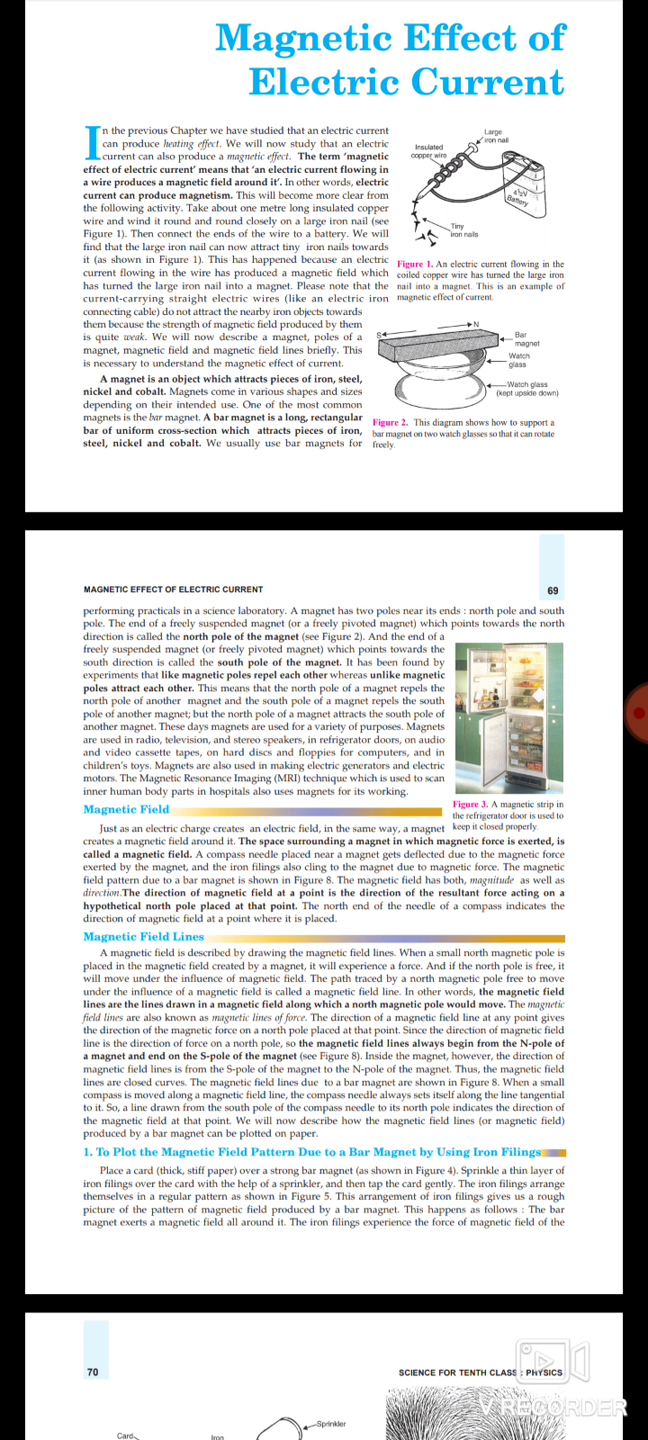 Magnetic Effect of
Electric Current
In the previous Chapter we have studied that an electric current
can produce heating effect. We will now study that an electric
current can also produce a magnetic effect. The term ‘magnetic
effect of electric current’ means that ‘an electric current flowing in
a wire produces a magnetic field around it’. In other words, electric
current can produce magnetism. This will become more clear from
the following activity. Take about one metre long insulated copper
wire and wind it round and round closely on a large iron nail (see
Figure 1). Then connect the ends of the wire to a battery. We will
find that the large iron nail can now attract tiny iron nails towards
it (as shown in Figure 1). This has happened because an electric
current flowing in the wire has produced a magnetic field which
has turned the large iron nail into a magnet. Please note that the
current-carrying straight electric wires (like an electric iron
connecting cable) do not attract the nearby iron objects towards
them because the strength of magnetic field produced by them
is quite weak. We will now describe a magnet, poles of a
magnet, magnetic field and magnetic field lines briefly. This
is necessary to understand the magnetic effect of current.
A magnet is an object which attracts pieces of iron, steel,
nickel and cobalt. Magnets come in various shapes and sizes
depending on their intended use. One of the most common
magnets is the bar magnet. A bar magnet is a long, rectangular
bar of uniform cross-section which attracts pieces of iron,
steel, nickel and cobalt. We usually use bar magnets for
Large
iron nail
Insulated
copper wire
4½V
Battery
Tiny
iron nails
Figure 1. An electric current flowing in the
coiled copper wire has turned the large iron
nail into a magnet. This is an example of
magnetic effect of current.
S
N
Bar
magnet
Watch
glass
Watch glass
(kept upside down)
Figure 2. This diagram shows how to support a
bar magnet on two watch glasses so that it can rotate
freely.
MAGNETIC EFFECT OF ELECTRIC CURRENT
69
performing practicals in a science laboratory. A magnet has two poles near its ends : north pole and south
pole. The end of a freely suspended magnet (or a freely pivoted magnet) which points towards the north
direction is called the north pole of the magnet (see Figure 2). And the end of a
freely suspended magnet (or freely pivoted magnet) which points towards the
south direction is called the south pole of the magnet. It has been found by
experiments that like magnetic poles repel each other whereas unlike magnetic
poles attract each other. This means that the north pole of a magnet repels the
north pole of another magnet and the south pole of a magnet repels the south
pole of another magnet; but the north pole of a magnet attracts the south pole of
another magnet. These days magnets are used for a variety of purposes. Magnets
are used in radio, television, and stereo speakers, in refrigerator doors, on audio
and video cassette tapes, on hard discs and floppies for computers, and in
children’s toys. Magnets are also used in making electric generators and electric
motors. The Magnetic Resonance Imaging (MRI) technique which is used to scan
inner human body parts in hospitals also uses magnets for its working.
Figure 3. A magnetic strip in
the refrigerator door is used to
keep it closed properly.
Magnetic Field
Just as an electric charge creates an electric field, in the same way, a magnet
creates a magnetic field around it. The space surrounding a magnet in which magnetic force is exerted, is
called a magnetic field. A compass needle placed near a magnet gets deflected due to the magnetic force
exerted by the magnet, and the iron filings also cling to the magnet due to magnetic force. The magnetic
field pattern due to a bar magnet is shown in Figure 8. The magnetic field has both, magnitude as well as
direction.The direction of magnetic field at a point is the direction of the resultant force acting on a
hypothetical north pole placed at that point. The north end of the needle of a compass indicates the
direction of magnetic field at a point where it is placed.
Magnetic Field Lines
A magnetic field is described by drawing the magnetic field lines. When a small north magnetic pole is
placed in the magnetic field created by a magnet, it will experience a force. And if the north pole is free, it
will move under the influence of magnetic field. The path traced by a north magnetic pole free to move
under the influence of a magnetic field is called a magnetic field line. In other words, the magnetic field
lines are the lines drawn in a magnetic field along which a north magnetic pole would move. The magnetic
field lines are also known as magnetic lines of force. The direction of a magnetic field line at any point gives
the direction of the magnetic force on a north pole placed at that point. Since the direction of magnetic field
line is the direction of force on a north pole, so the magnetic field lines always begin from the N-pole of
a magnet and end on the S-pole of the magnet (see Figure 8). Inside the magnet, however, the direction of
magnetic field lines is from the S-pole of the magnet to the N-pole of the magnet. Thus, the magnetic field
lines are closed curves. The magnetic field lines due to a bar magnet are shown in Figure 8. When a small
compass is moved along a magnetic field line, the compass needle always sets itself along the line tangential
to it. So, a line drawn from the south pole of the compass needle to its north pole indicates the direction of
the magnetic field at that point. We will now describe how the magnetic field lines (or magnetic field)
produced by a bar magnet can be plotted on paper.
1. To Plot the Magnetic Field Pattern Due to a Bar Magnet by Using Iron Filings
Place a card (thick, stiff paper) over a strong bar magnet (as shown in Figure 4). Sprinkle a thin layer of
iron filings over the card with the help of a sprinkler, and then tap the card gently. The iron filings arrange
themselves in a regular pattern as shown in Figure 5. This arrangement of iron filings gives us a rough
picture of the pattern of magnetic field produced by a bar magnet. This happens as follows : The bar
magnet exerts a magnetic field all around it. The iron filings experience the force of magnetic field of the
70
SCIENCE FOR TENTH CLASS : PHYSICS
V RECORDER
Sprinkler
Card
Iron